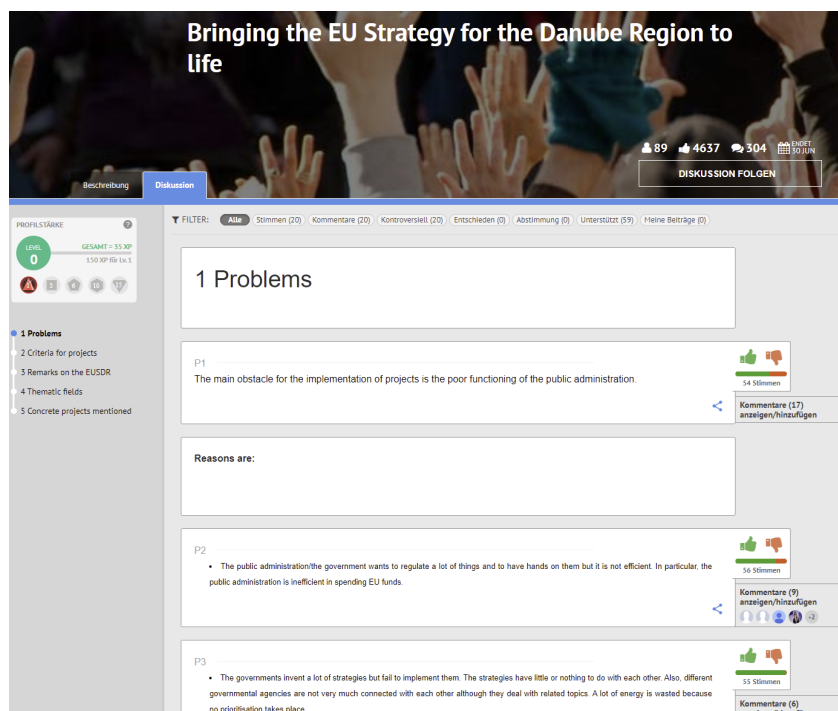 Bringing the EU Strategy for the Danube Region to
life
89 4637 304 ENDET
30 JUN
DISKUSSION FOLGEN
Beschreibung Diskussion
FILTER: Alle Stimmen (20) Kommentare (20) Kontroversiell (20) Entschieden (0) Abstimmung (0) Unterstützt (59) Meine Beiträge (0)
PROFILSTÄRKE ?
LEVEL
0
GESAMT = 35 XP
150 XP für Lv.1
1 Problems
2 Criteria for projects
3 Remarks on the EUSDR
4 Thematic fields
5 Concrete projects mentioned
1 Problems
P1
The main obstacle for the implementation of projects is the poor functioning of the public administration.
54 Stimmen
Kommentare (17)
anzeigen/hinzufügen
Reasons are:
P2
• The public administration/the government wants to regulate a lot of things and to have hands on them but it is not efficient. In particular, the
public administration is inefficient in spending EU funds.
56 Stimmen
Kommentare (9)
anzeigen/hinzufügen
+2
P3
• The governments invent a lot of strategies but fail to implement them. The strategies have little or nothing to do with each other. Also, different
governmental agencies are not very much connected with each other although they deal with related topics. A lot of energy is wasted because
no prioritisation takes place.
55 Stimmen
Kommentare (6)